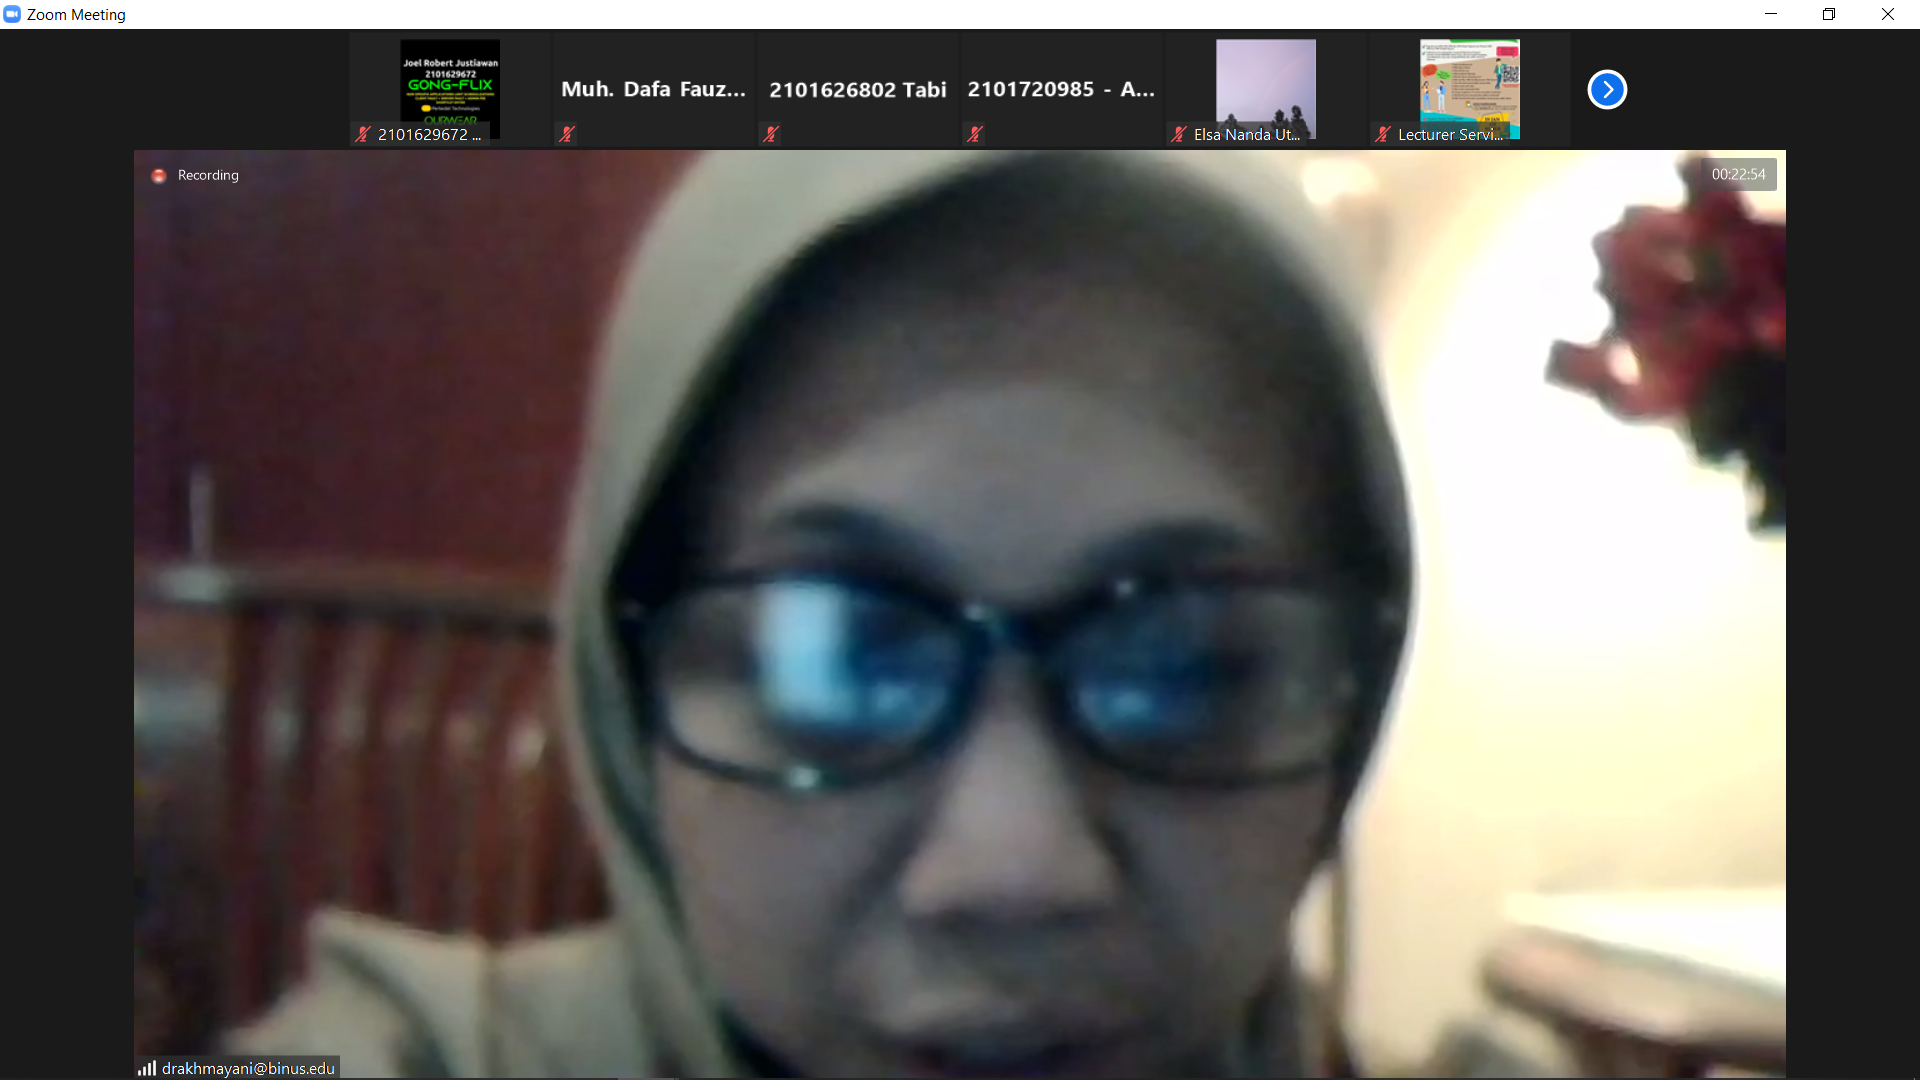 Zoom Meeting
Joel Robert Justiawan
2101629672
GONG-FLIX
OURWEAR
2101629672 ...
Muh. Dafa Fauz...
2101626802 Tabi
2101720985 - A...
Elsa Nanda Ut...
Lecturer Servi...
Recording
00:22:54
drakhmayani@binus.edu